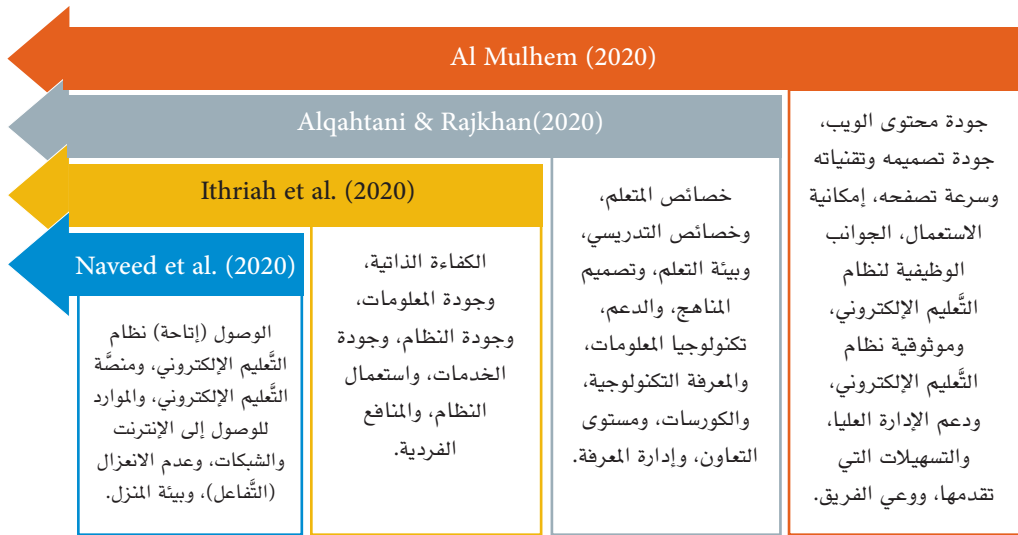 Al Mulhem (2020)
جودة محتوى الويب،
جودة تصميمه وتقنياته
وسرعة تصفحه، إمكانية
الاستعمال، الجوانب
الوظيفية لنظام
التَّعليم الإلكتروني،
وموثوقية نظام
التَّعليم الإلكتروني،
ودعم الإدارة العليا،
والتسهيلات التي
تقدمها، ووعي الفريق.
Alqahtani & Rajkhan(2020)
خصائص المتعلم،
وخصائص التدريسي،
وبيئة التعلم، وتصميم
المناهج، والدعم،
تكنولوجيا المعلومات،
والمعرفة التكنولوجية،
والكورسات، ومستوى
التعاون، وإدارة المعرفة.
Ithriah et al. (2020)
الكفاءة الذاتية،
وجودة المعلومات،
وجودة النظام، وجودة
الخدمات، واستعمال
النظام، والمنافع
الفردية.
Naveed et al. (2020)
الوصول (إتاحة) نظام
التَّعليم الإلكتروني، ومنصَّة
التَّعليم الإلكتروني، والموارد
للوصول إلى الإنترنت
والشبكات، وعدم الانعزال
(التَّفاعل)، وبيئة المنزل.